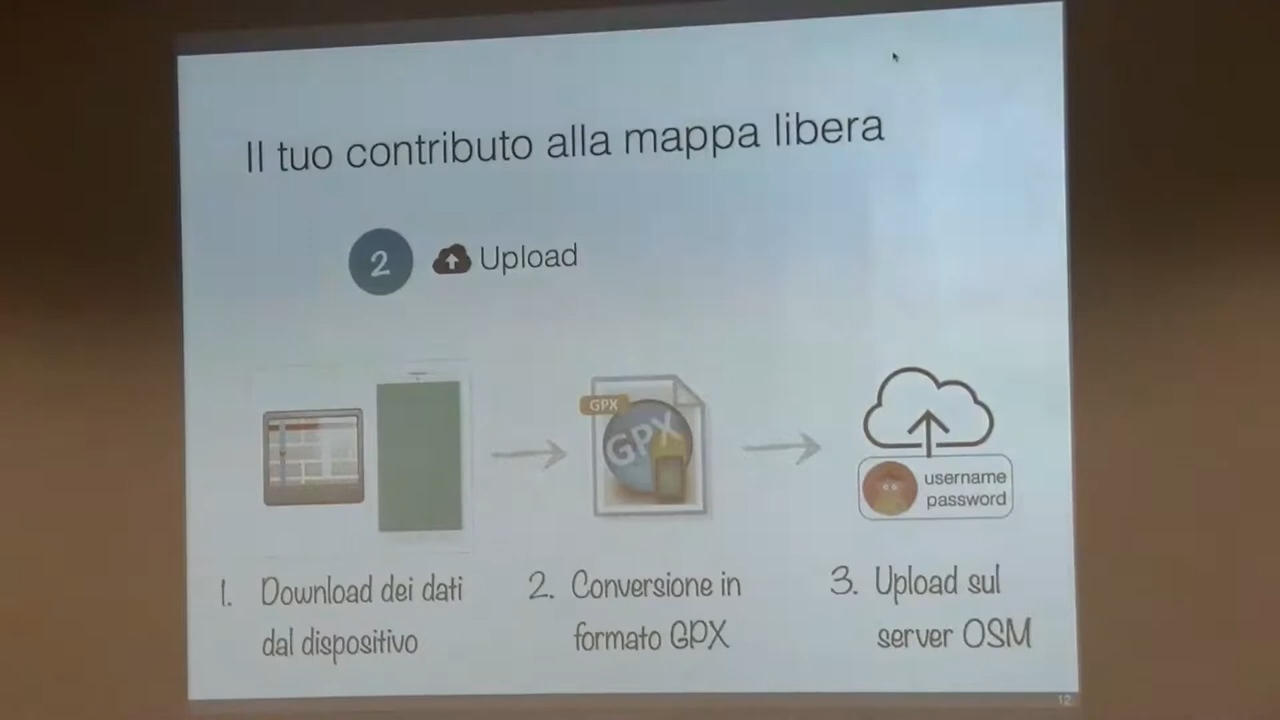 Il tuo contributo alla mappa libera
2 Upload
GPX
GPX
username
password
1. Download dei dati
dal dispositivo
2. Conversione in
formato GPX
3. Upload sul
server OSM
12